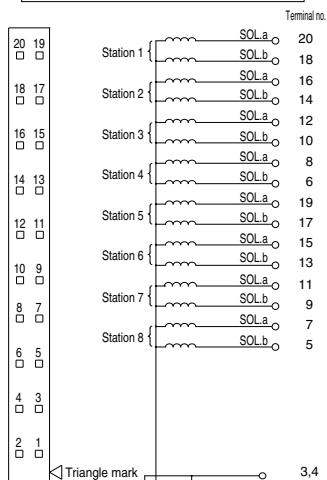 Terminal no.
20 19
18 17
16 15
14 13
12 11
10 9
8 7
6 5
4 3
2 1
Station 1 { SOL.a 20
SOL.b 18
Station 2 { SOL.a 16
SOL.b 14
Station 3 { SOL.a 12
SOL.b 10
Station 4 { SOL.a 8
SOL.b 6
Station 5 { SOL.a 19
SOL.b 17
Station 6 { SOL.a 15
SOL.b 13
Station 7 { SOL.a 11
SOL.b 9
Station 8 { SOL.a 7
SOL.b 5
Triangle mark 3,4